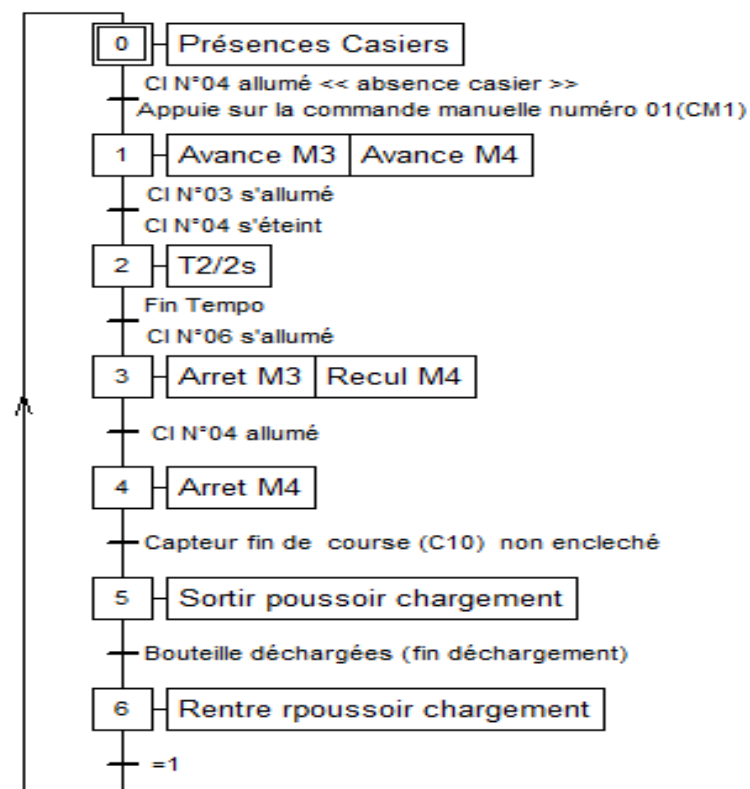 0 Présences Casiers
CI N°04 allumé << absence casier >>
Appuie sur la commande manuelle numéro 01(CM1)
1 Avance M3 Avance M4
CI N°03 s'allumé
CI N°04 s'éteint
2 T2/2s
Fin Tempo
CI N°06 s'allumé
3 Arret M3 Recul M4
CI N°04 allumé
4 Arret M4
Capteur fin de course (C10) non encleché
5 Sortir poussoir chargement
Bouteille déchargées (fin déchargement)
6 Rentre rpoussoir chargement
=1